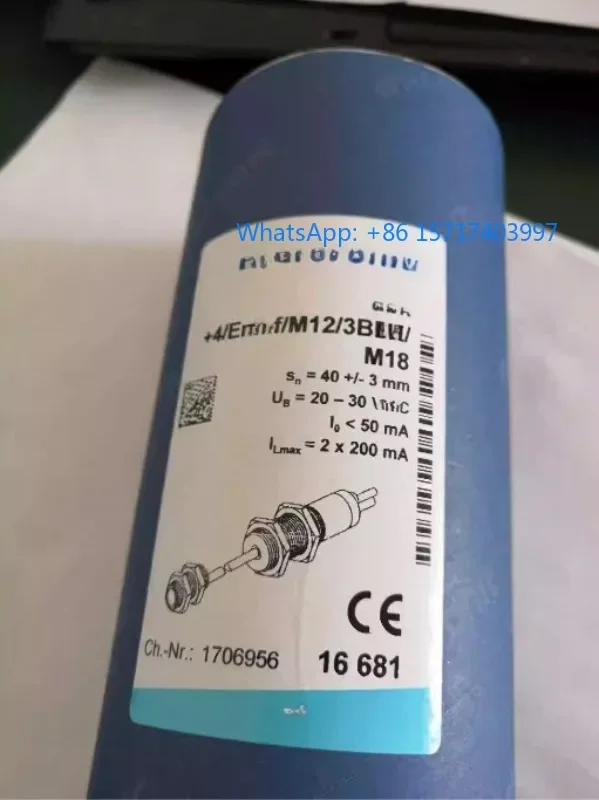 WhatsApp: +86 15717403997
M18
sn = 40 +/- 3 mm
UB = 20 – 30
I0 < 50 mA
ILmax = 2 x 200 mA
CE
Ch.-Nr.: 1706956
16 681